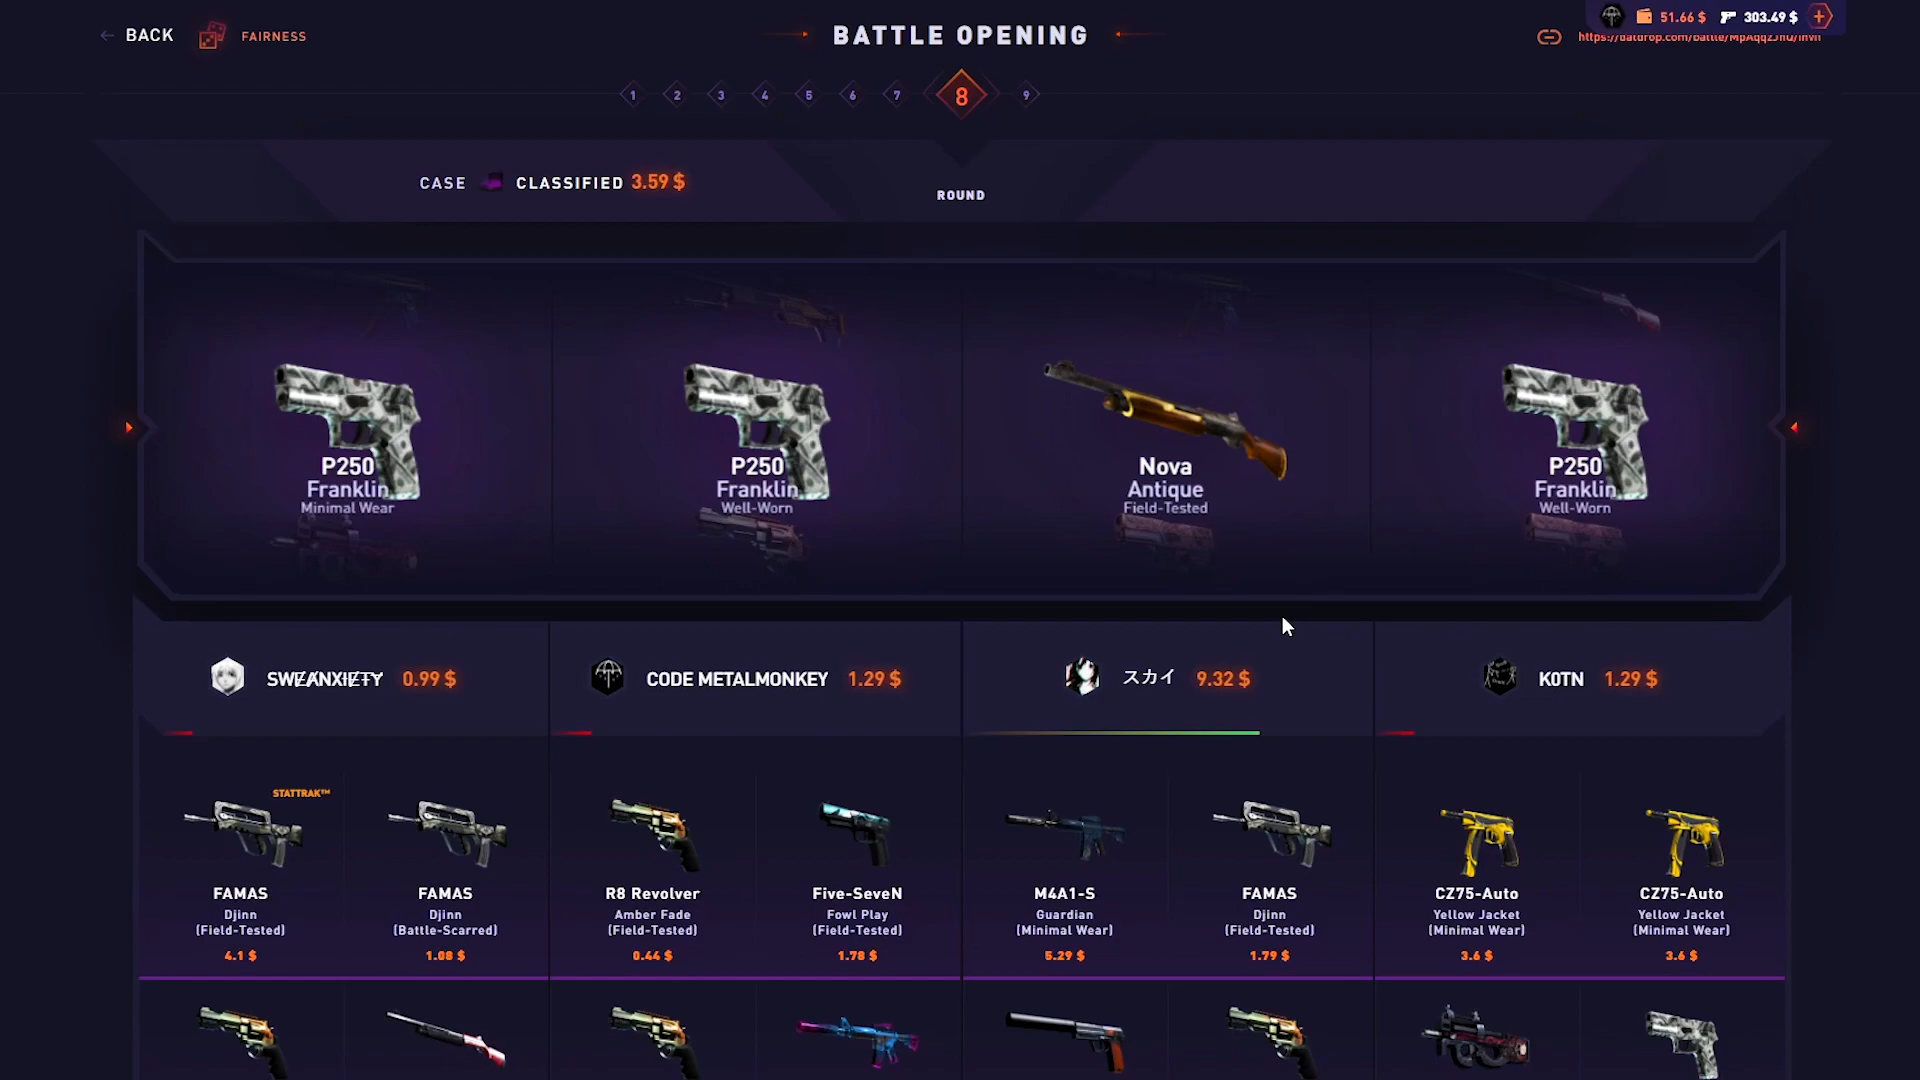 BACK
FAIRNESS
BATTLE OPENING
51.66 $
303.49 $
1
2
3
4
5
6
7
8
9
CASE CLASSIFIED 3.59 $
ROUND
P250
Franklin
Minimal Wear
P250
Franklin
Well-Worn
Nova
Antique
Field-Tested
P250
Franklin
Well-Worn
0.99 $
CODE METALMONKEY 1.29 $
スカイ 9.32 $
K0TN 1.29 $
STATTRAK™
FAMAS
Djinn
(Field-Tested)
4.1 $
FAMAS
Djinn
(Battle-Scarred)
1.08 $
R8 Revolver
Amber Fade
(Field-Tested)
0.44 $
Five-SeveN
Fowl Play
(Field-Tested)
1.78 $
M4A1-S
Guardian
(Minimal Wear)
5.29 $
FAMAS
Djinn
(Field-Tested)
1.79 $
CZ75-Auto
Yellow Jacket
(Minimal Wear)
3.6 $
CZ75-Auto
Yellow Jacket
(Minimal Wear)
3.6 $